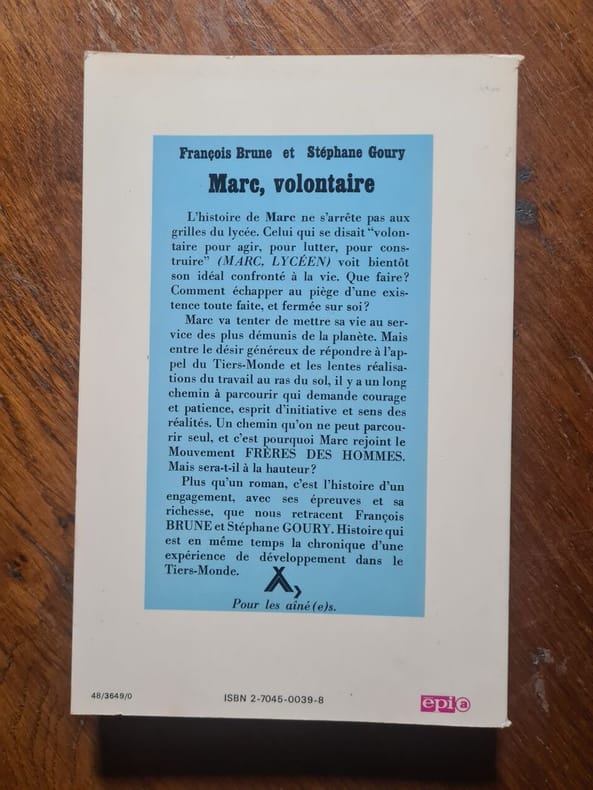 François Brune et Stéphane Goury
Marc, volontaire
L'histoire de Marc ne s'arrête pas aux
grilles du lycée. Celui qui se disait "volon-
taire pour agir, pour lutter, pour cons-
truire" (MARC, LYCÉEN) voit bientôt
son idéal confronté à la vie. Que faire?
Comment échapper au piège d'une exis-
tence toute faite, et fermée sur soi?
Marc va tenter de mettre sa vie au ser-
vice des plus démunis de la planète. Mais
entre le désir généreux de répondre à l'ap-
pel du Tiers-Monde et les lentes réalisa-
tions du travail au ras du sol, il y a un long
chemin à parcourir qui demande courage
et patience, esprit d'initiative et sens des
réalités. Un chemin qu'on ne peut parcou-
rir seul, et c'est pourquoi Marc rejoint le
Mouvement FRÈRES DES HOMMES.
Mais sera-t-il à la hauteur?
Plus qu'un roman, c'est l'histoire d'un
engagement, avec ses épreuves et sa
richesse, que nous retracent François
BRUNE et Stéphane GOURY. Histoire qui
est en même temps la chronique d'une
expérience de développement dans le
Tiers-Monde.
Pour les aîné(e)s.
48/3649/0
ISBN 2-7045-0039-8
epi a